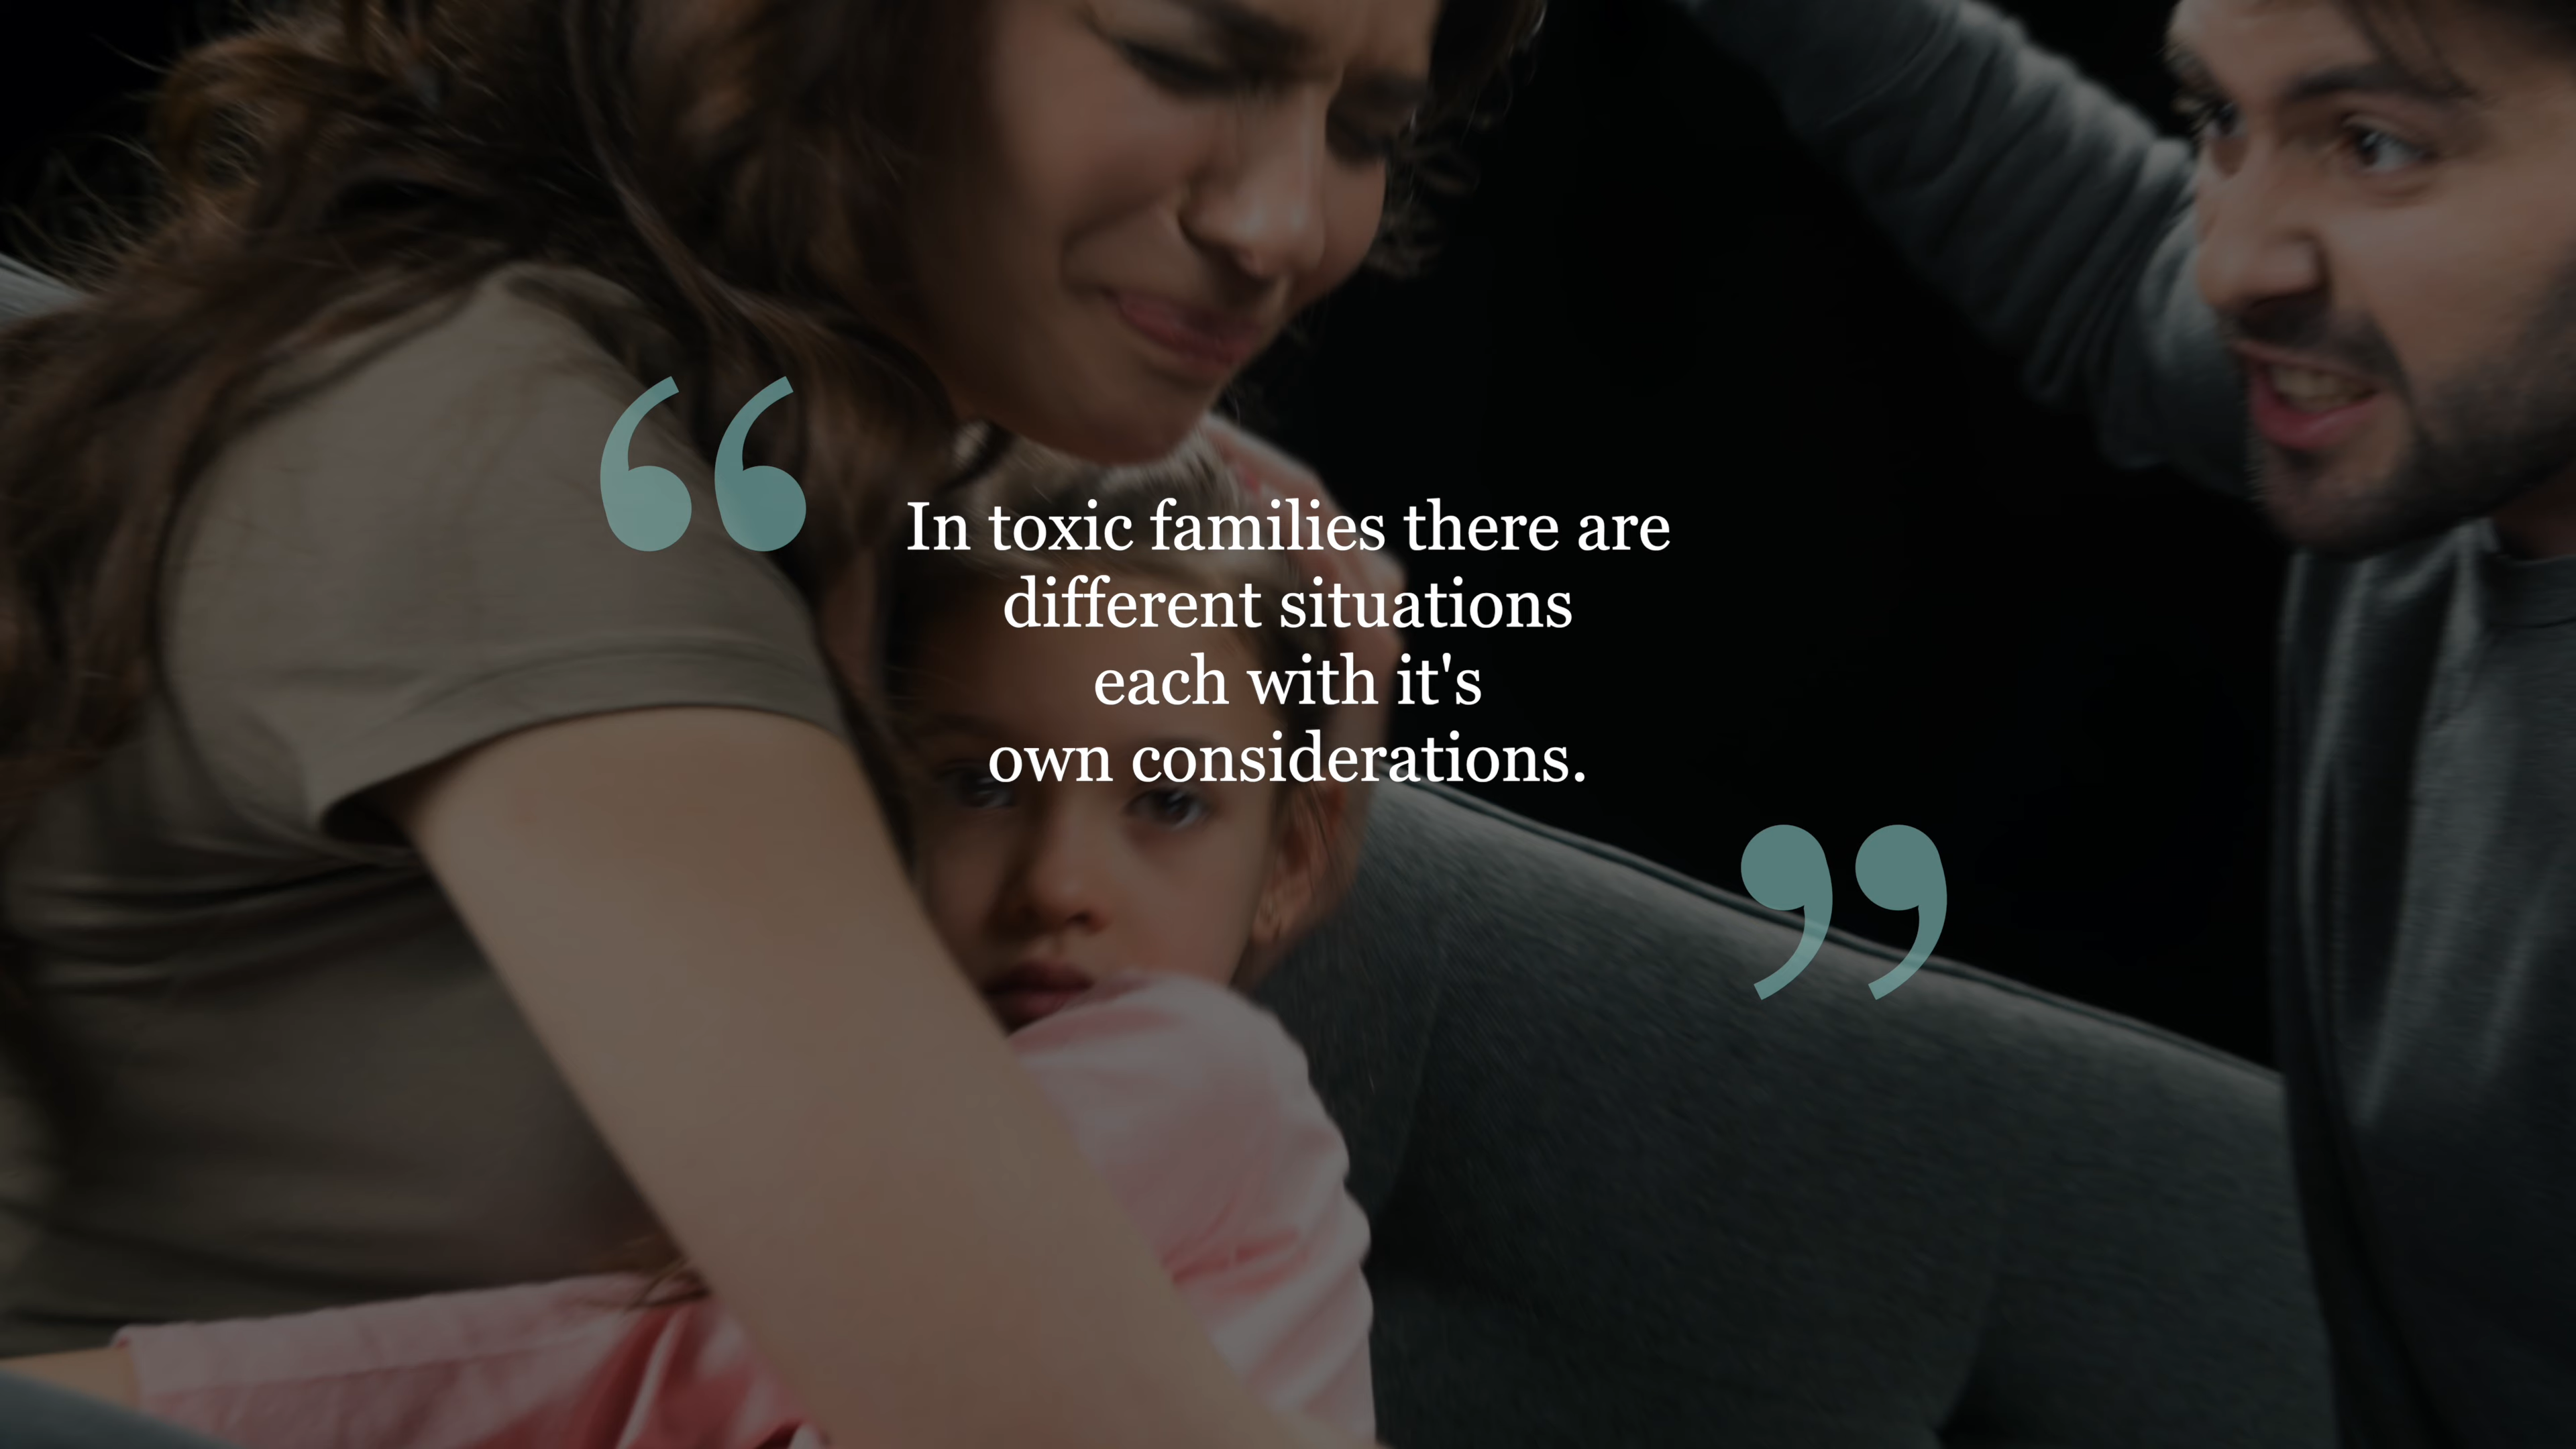 “
In toxic families there are
different situations
each with it's
own considerations.
”